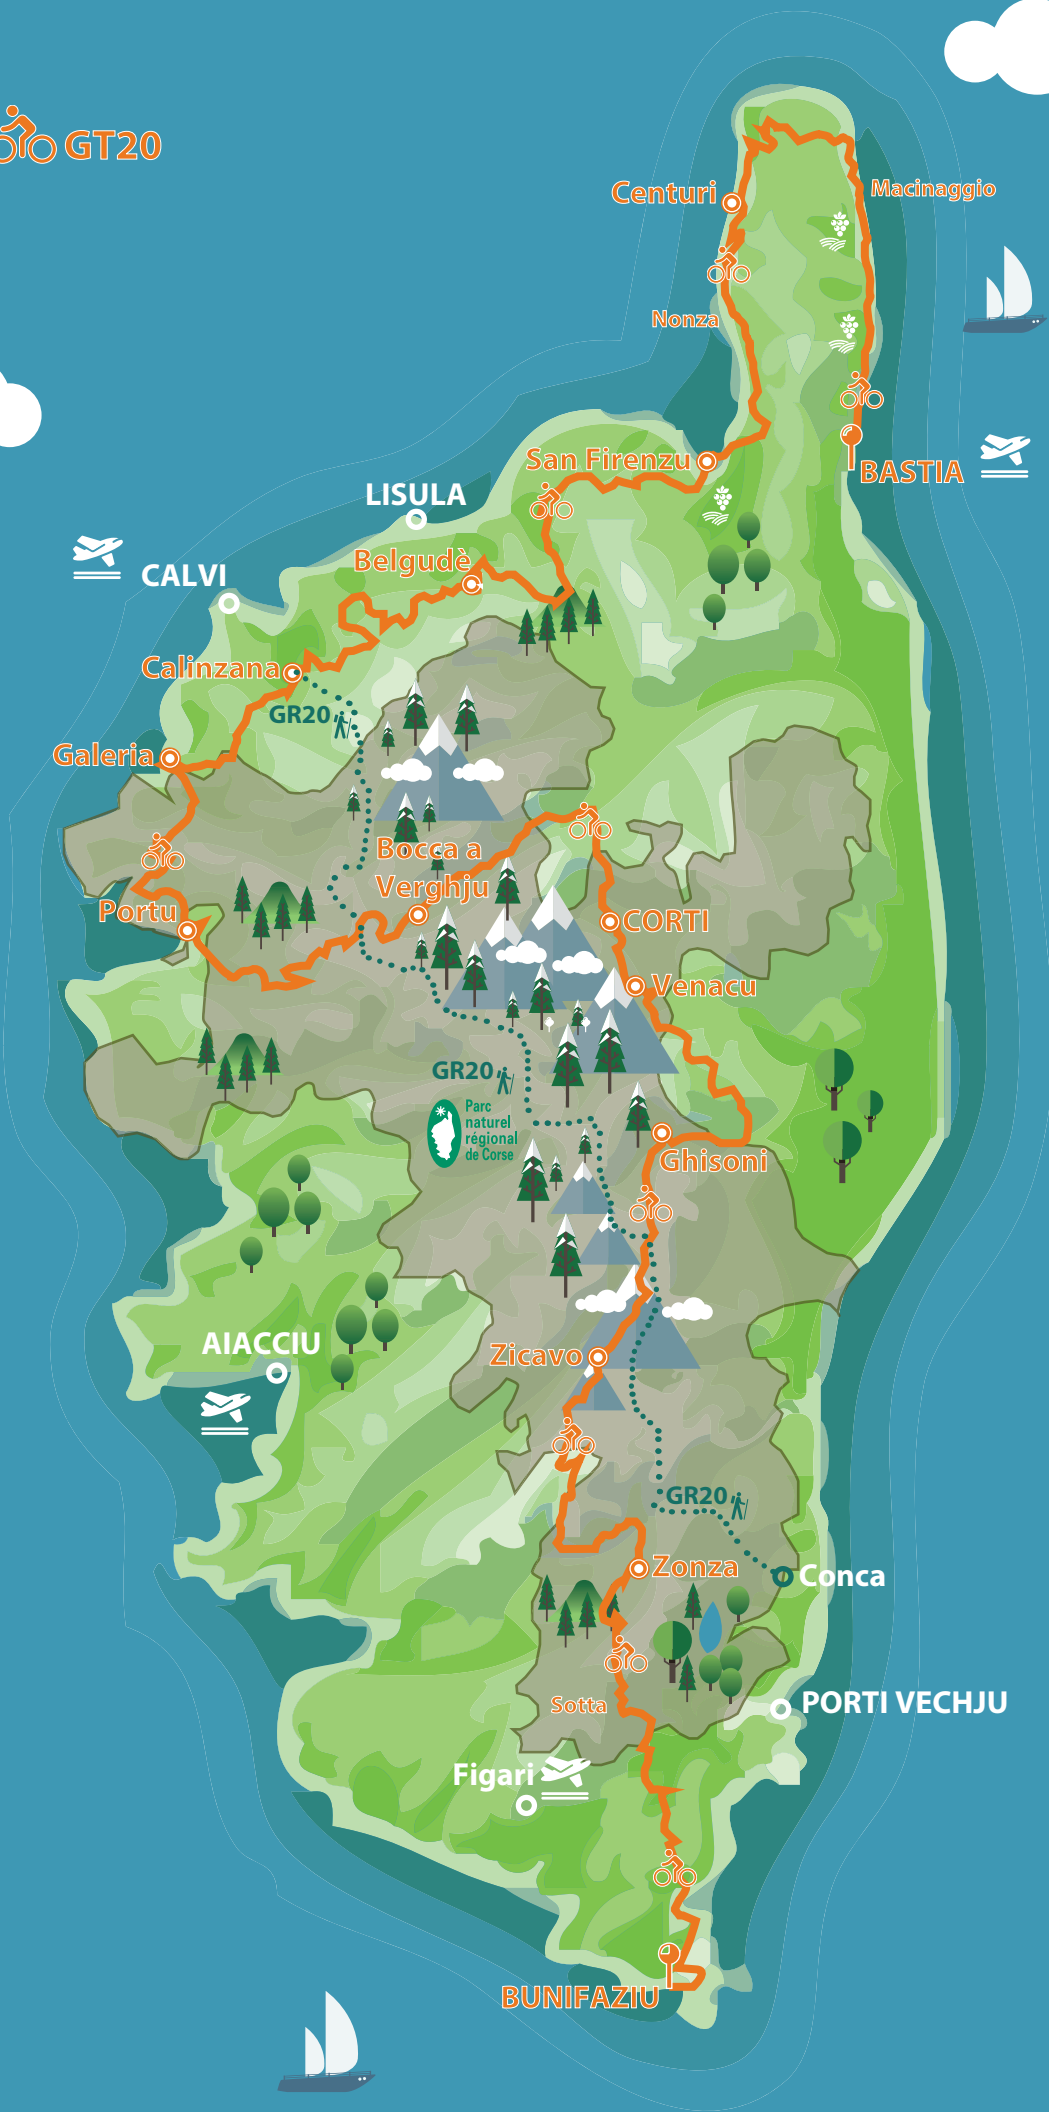 GT20
Centuri
Macinaggio
Nonza
San Firenzu
BASTIA
LISULA
Belgudè
CALVI
Calinzana
GR20
Galeria
Bocca a
Verghju
Portu
CORTI
Venacu
GR20
Parc
naturel
régional
de Corse
Ghisoni
AIACCIU
Zicavo
GR20
Zonza
Conca
Sotta
PORTI VECHJU
Figari
BUNIFAZIU